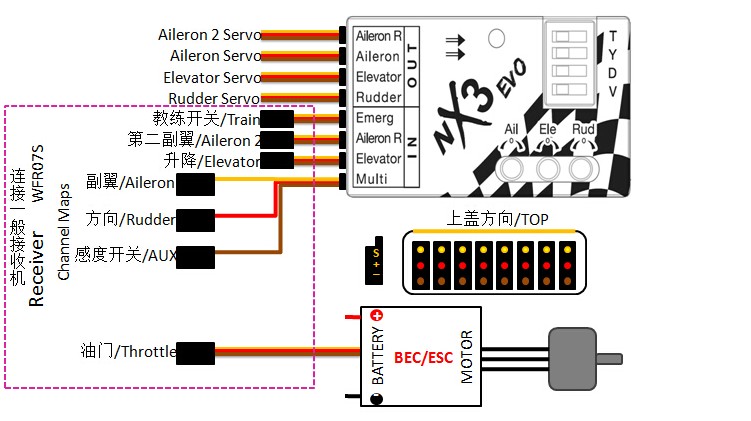 Aileron 2 Servo
Aileron Servo
Elevator Servo
Rudder Servo
教练开关/Train
第二副翼/Aileron 2
升降/Elevator
副翼/Aileron
方向/Rudder
感度开关/AUX
油门/Throttle
连接一般接收机
Receiver WFR07S
Channel Maps
Aileron R
Aileron
Elevator
Rudder
OUT
Emerg
Aileron R
Elevator
Multi
IN
NX3 EVO
T
Y
D
V
Ail Ele Rud
0 0 0
上盖方向/TOP
S
+
−
BATTERY
+
BEC/ESC
MOTOR